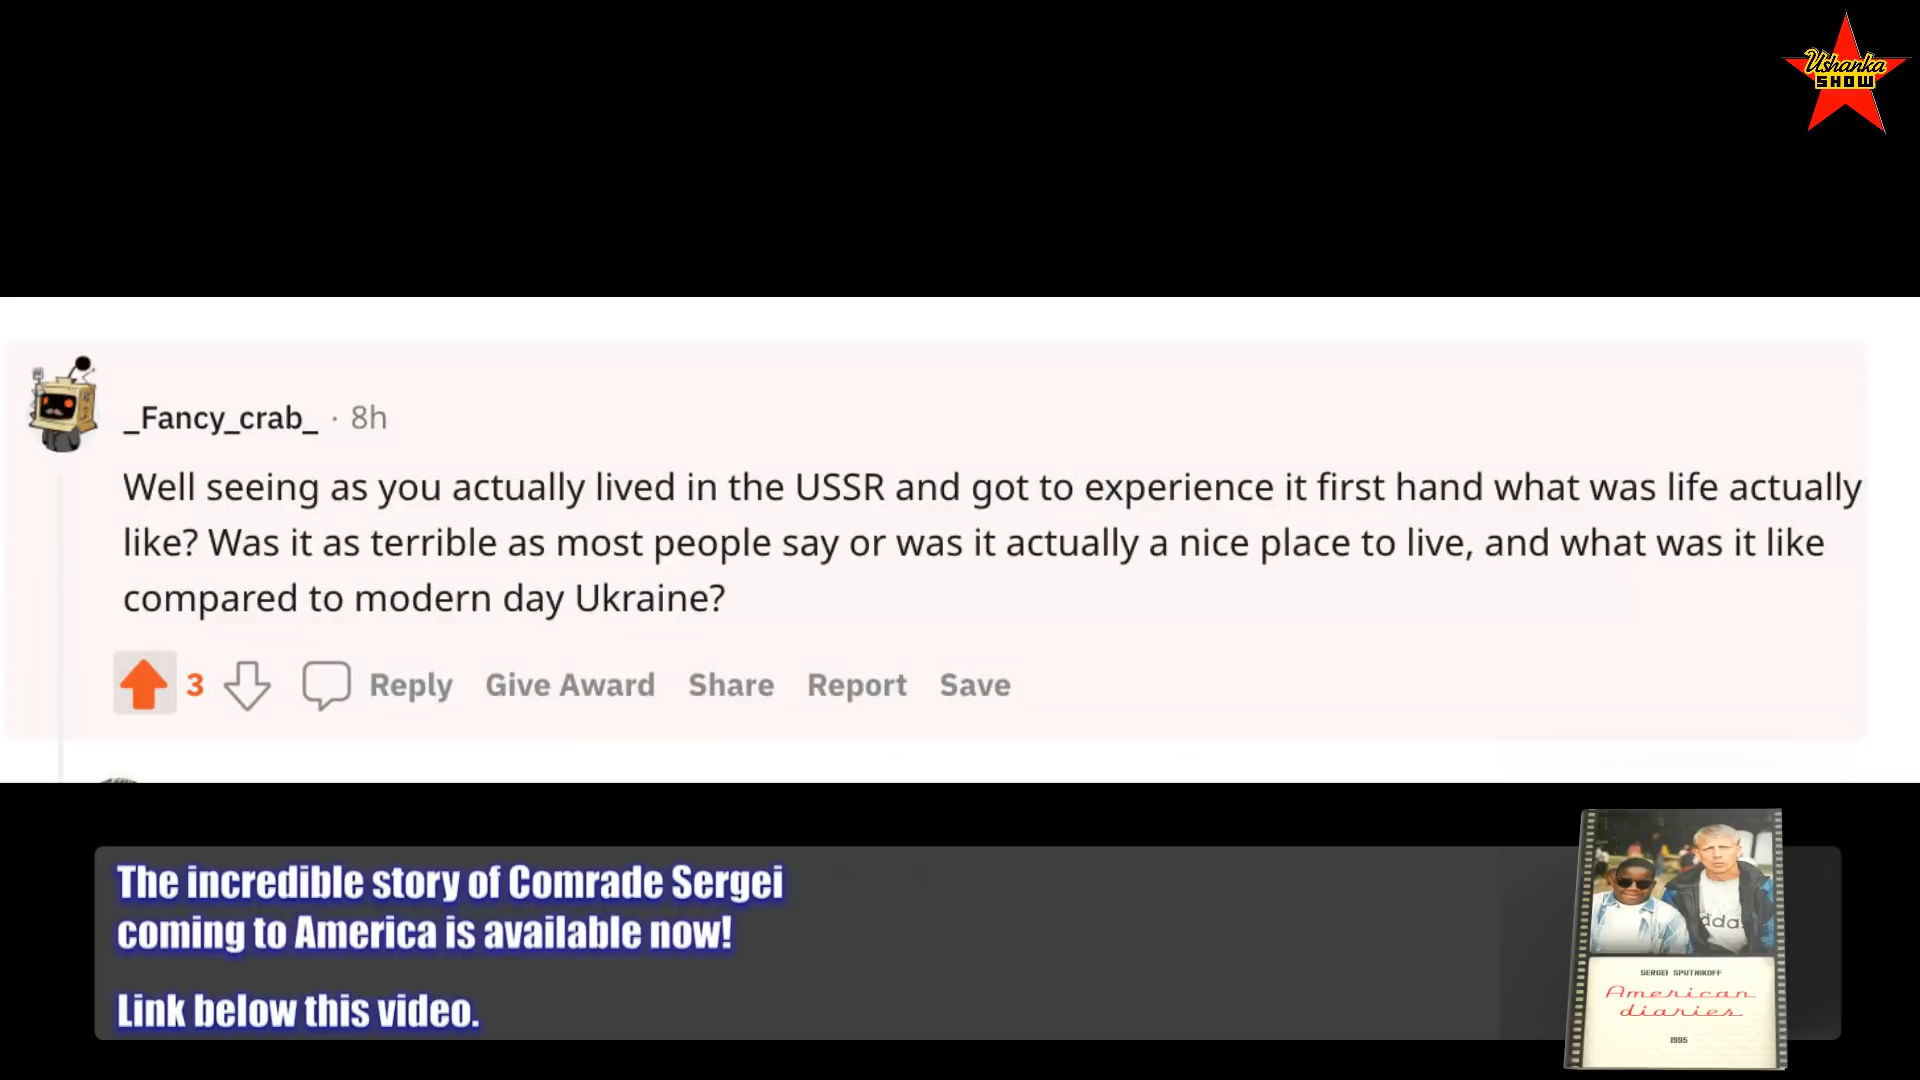 Ushanka
SHOW
_Fancy_crab_ · 8h
Well seeing as you actually lived in the USSR and got to experience it first hand what was life actually
like? Was it as terrible as most people say or was it actually a nice place to live, and what was it like
compared to modern day Ukraine?
3 Reply Give Award Share Report Save
The incredible story of Comrade Sergei
coming to America is available now!
Link below this video.
adidas
SERGEI SPUTNIKOFF
American
diaries
1995